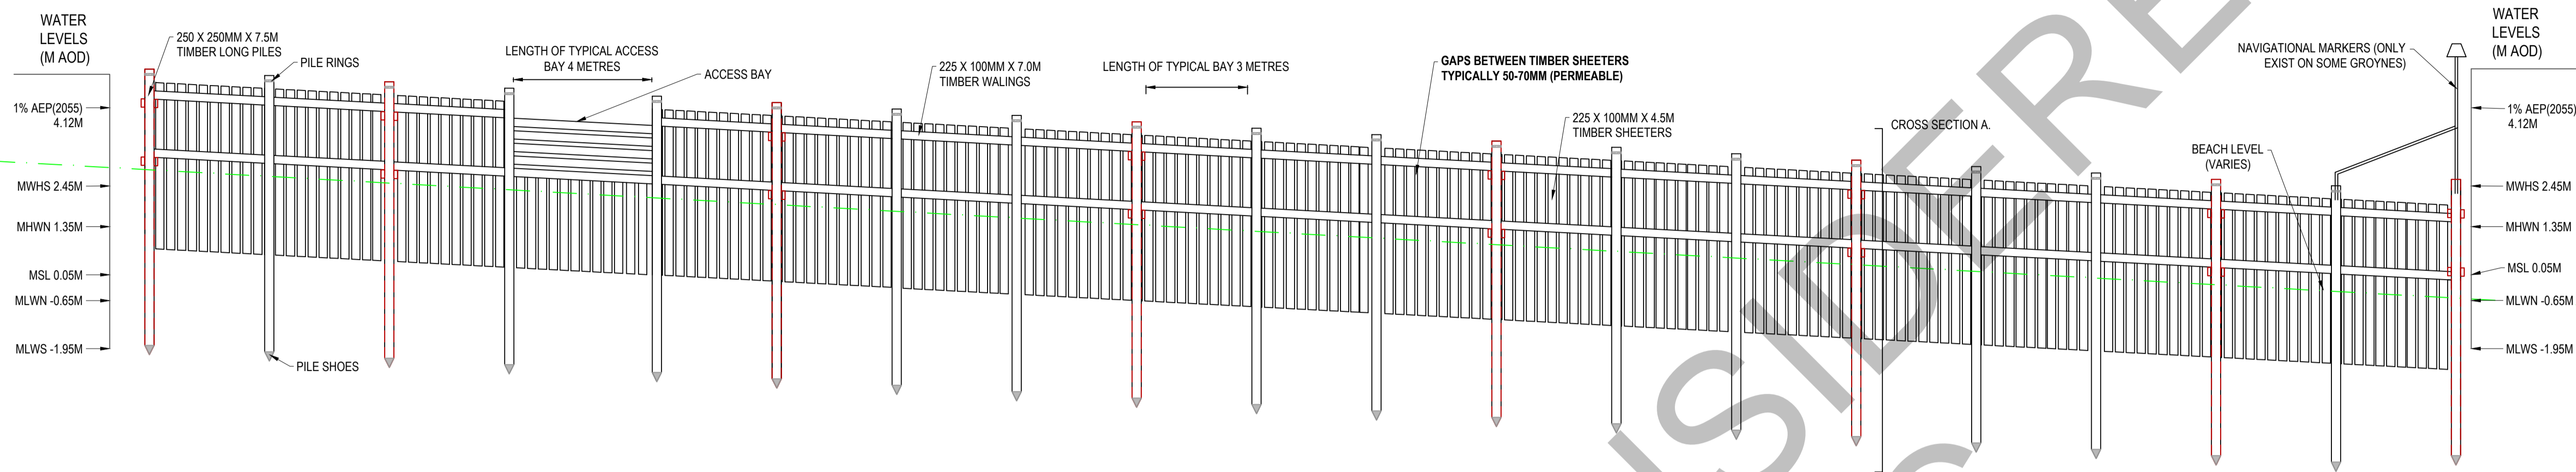 WATER
LEVELS
(M AOD)
1% AEP(2055)
4.12M
MWHS 2.45M
MHWN 1.35M
MSL 0.05M
MLWN -0.65M
MLWS -1.95M
250 X 250MM X 7.5M
TIMBER LONG PILES
PILE RINGS
PILE SHOES
LENGTH OF TYPICAL ACCESS
BAY 4 METRES
ACCESS BAY
225 X 100MM X 7.0M
TIMBER WALINGS
LENGTH OF TYPICAL BAY 3 METRES
GAPS BETWEEN TIMBER SHEETERS
TYPICALLY 50-70MM (PERMEABLE)
225 X 100MM X 4.5M
TIMBER SHEETERS
CROSS SECTION A.
BEACH LEVEL
(VARIES)
NAVIGATIONAL MARKERS (ONLY
EXIST ON SOME GROYNES)
WATER
LEVELS
(M AOD)
1% AEP(2055)
4.12M
MWHS 2.45M
MHWN 1.35M
MSL 0.05M
MLWN -0.65M
MLWS -1.95M